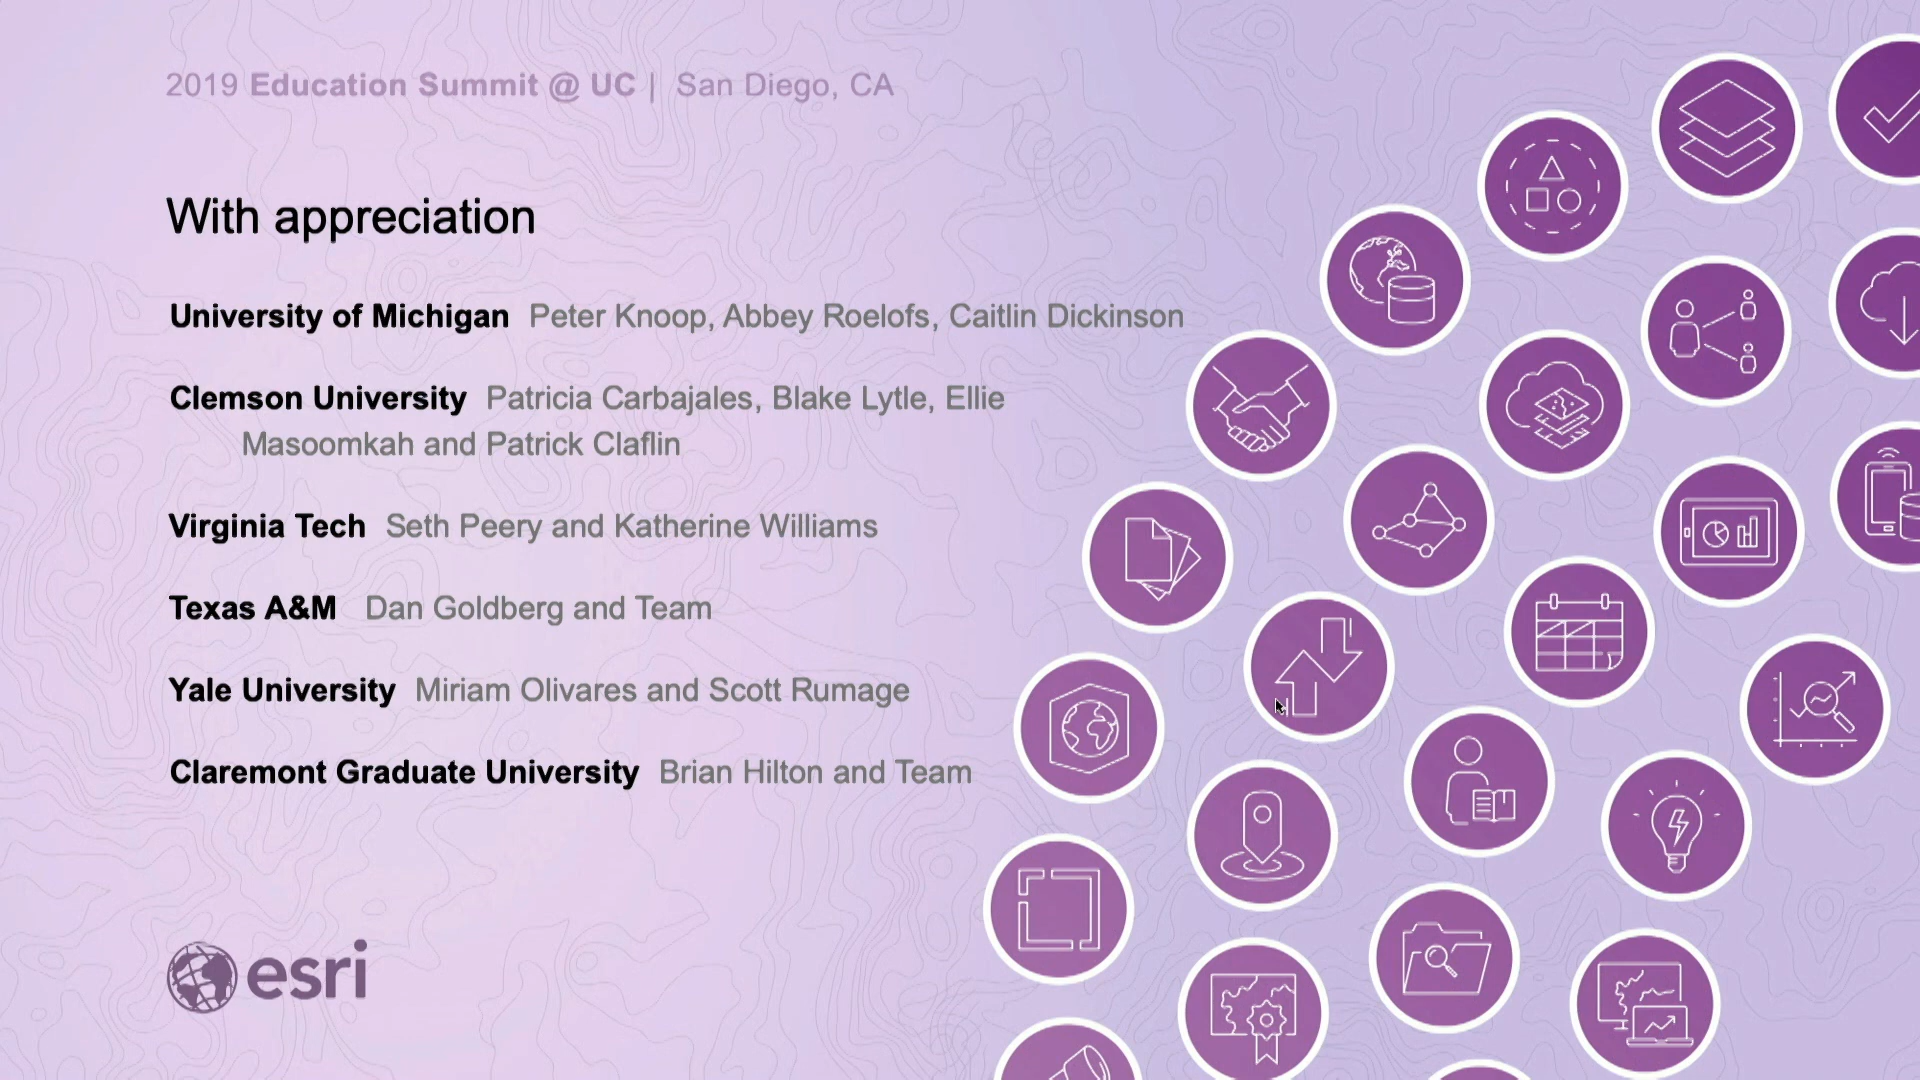 2019 Education Summit @ UC | San Diego, CA
With appreciation
University of Michigan Peter Knoop, Abbey Roelofs, Caitlin Dickinson
Clemson University Patricia Carbajales, Blake Lytle, Ellie
Masoomkah and Patrick Claflin
Virginia Tech Seth Peery and Katherine Williams
Texas A&M Dan Goldberg and Team
Yale University Miriam Olivares and Scott Rumage
Claremont Graduate University Brian Hilton and Team
esri